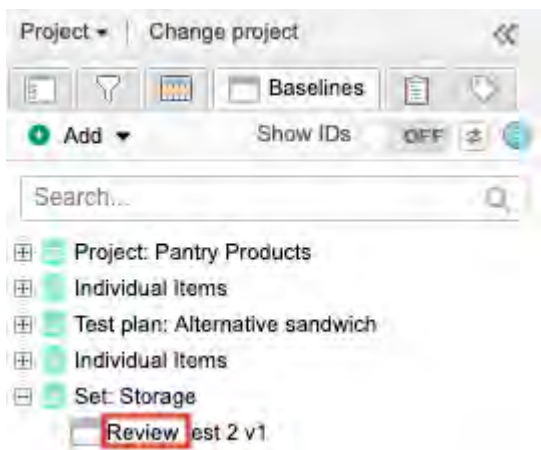 Project
Change project
Baselines
Add
Show IDs
OFF
Search...
Project: Pantry Products
Individual Items
Test plan: Alternative sandwich
Individual Items
Set: Storage
Review est 2 v1